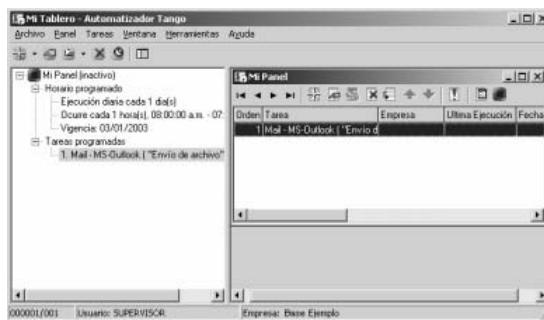 Mi Tablero - Automatizador Tango
Archivo Panel Tareas Ventana Herramientas Ayuda
Mi Panel (inactivo)
Horario programado
Ejecución diaria cada 1 día(s)
Ocurre cada 1 hora(s), 08:00:00 a.m. - 07:
Vigencia: 03/01/2003
Tareas programadas
1. Mail - MS-Outlook ( "Envío de archivo"
Mi Panel
Orden Tarea Empresa Ultima Ejecución Fecha
1 Mail - MS-Outlook ( "Envío d
000001/001 Usuario: SUPERVISOR Empresa: Base Ejemplo